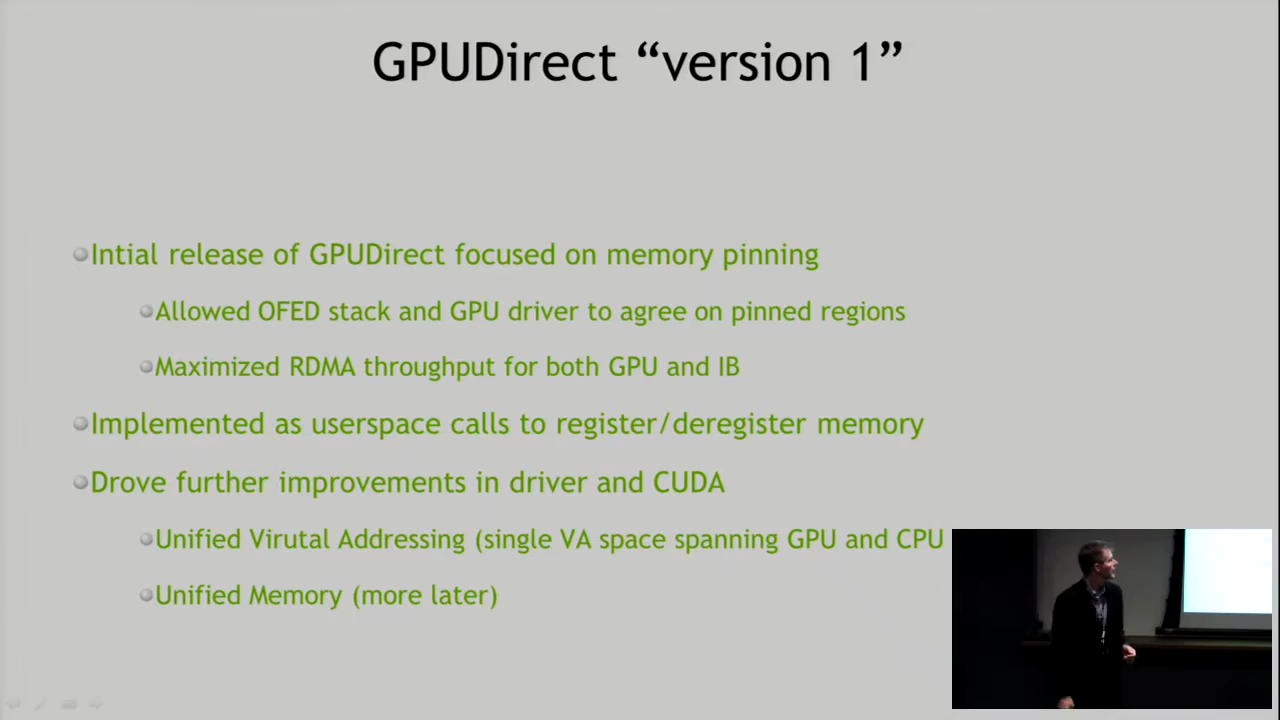 GPUDirect “version 1”
Intial release of GPUDirect focused on memory pinning
Allowed OFED stack and GPU driver to agree on pinned regions
Maximized RDMA throughput for both GPU and IB
Implemented as userspace calls to register/deregister memory
Drove further improvements in driver and CUDA
Unified Virutal Addressing (single VA space spanning GPU and CPU
Unified Memory (more later)